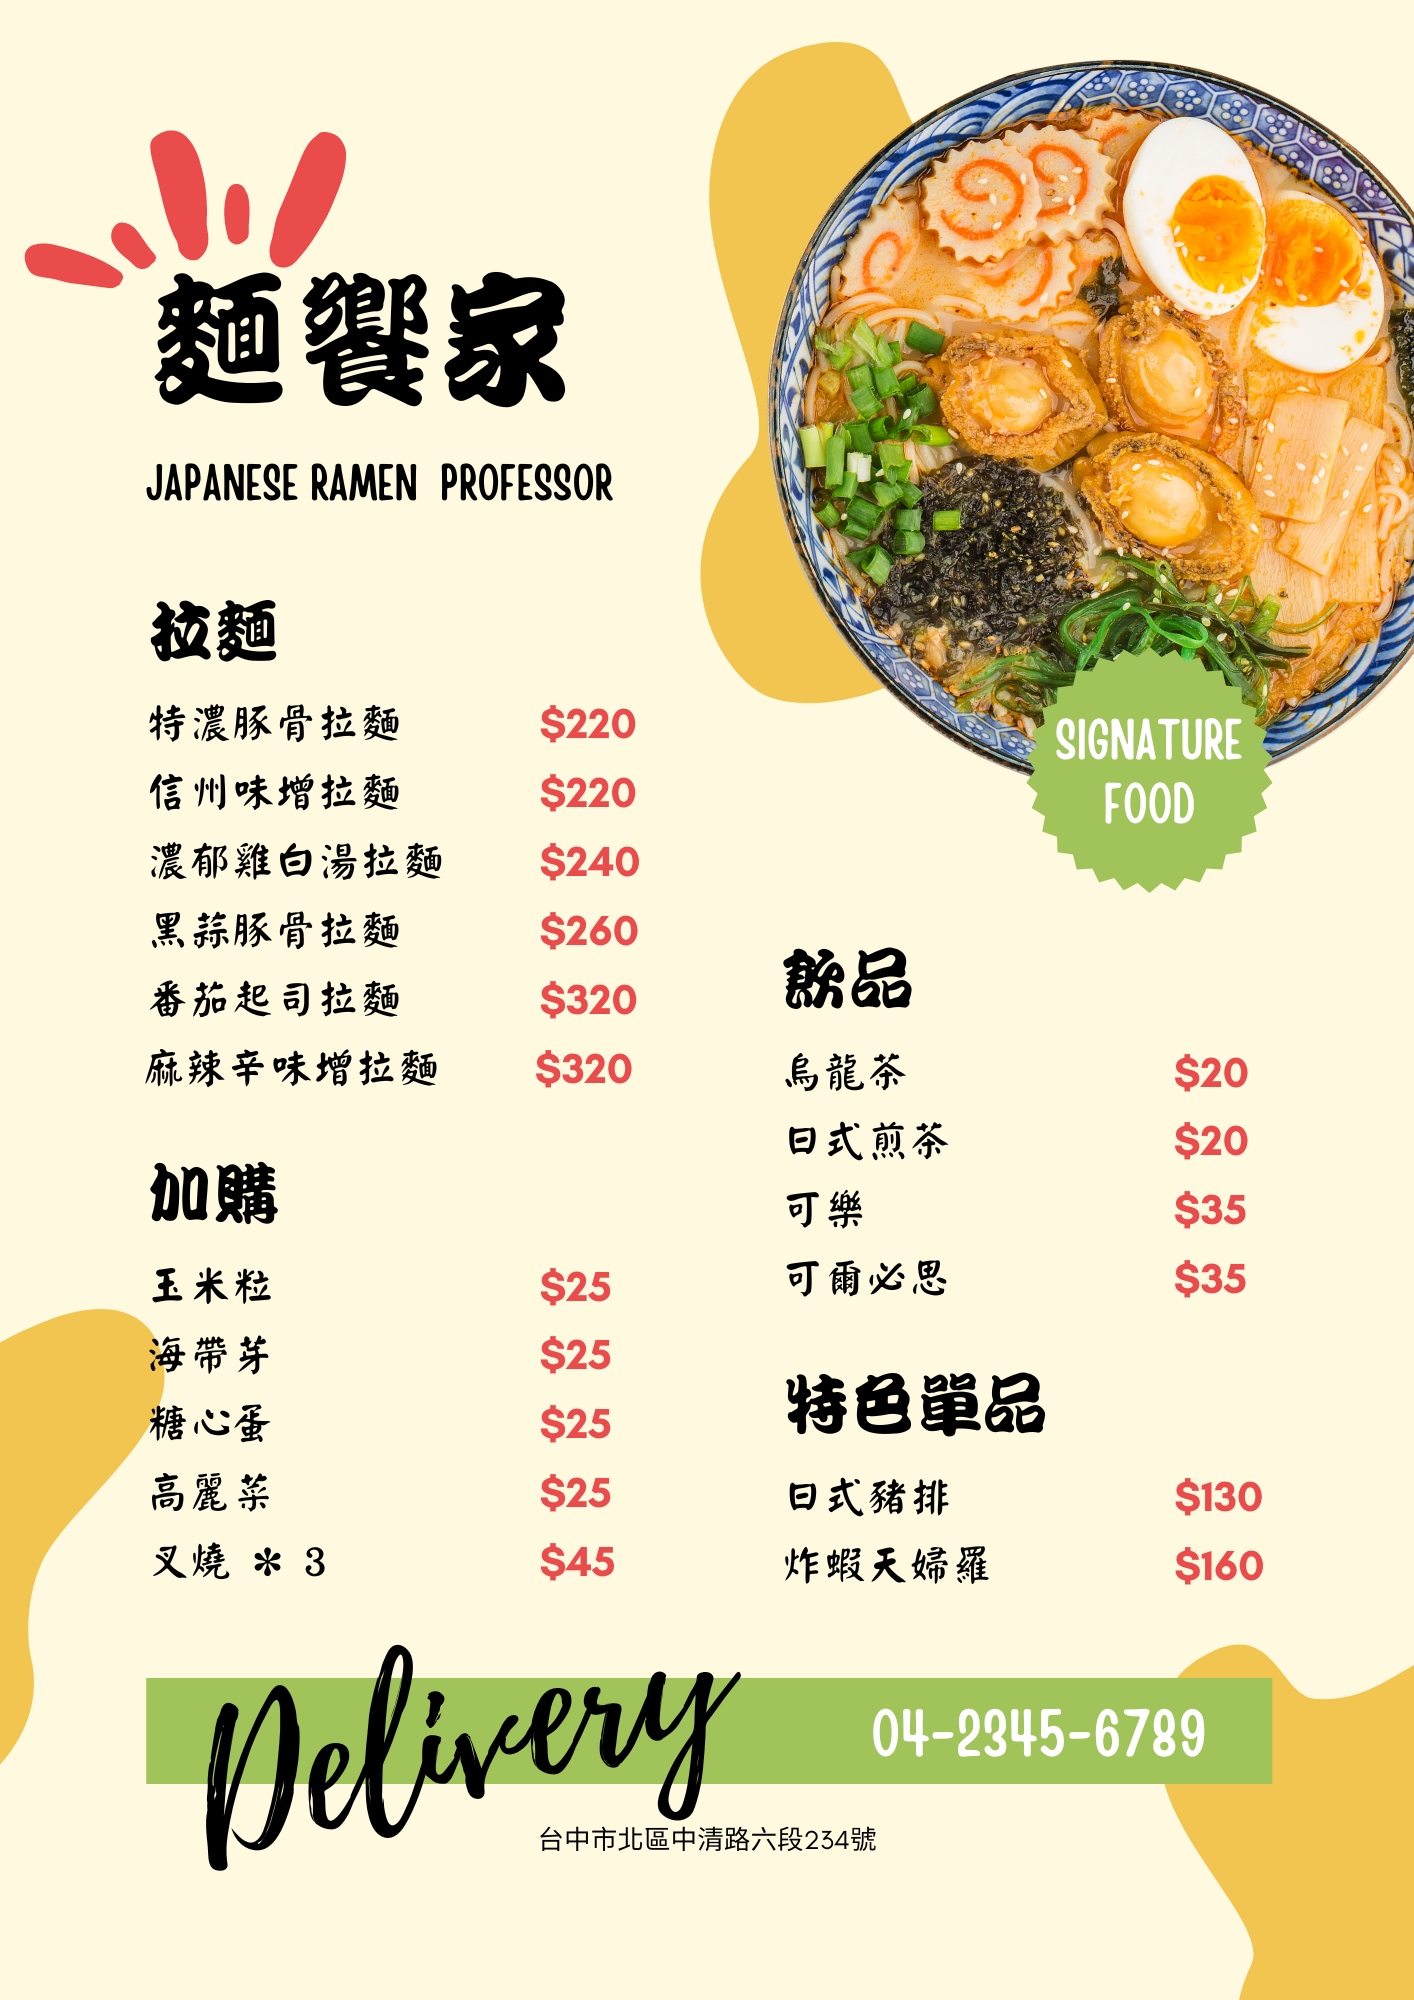 麵饗家
JAPANESE RAMEN PROFESSOR
拉麵
特濃豚骨拉麵 $220
信州味增拉麵 $220
濃郁雞白湯拉麵 $240
黑蒜豚骨拉麵 $260
番茄起司拉麵 $320
麻辣辛味增拉麵 $320
加購
玉米粒 $25
海帶芽 $25
糖心蛋 $25
高麗菜 $25
叉燒 * 3 $45
SIGNATURE
FOOD
飲品
烏龍茶 $20
日式煎茶 $20
可樂 $35
可爾必思 $35
特色單品
日式豬排 $130
炸蝦天婦羅 $160
Delivery 04-2345-6789
台中市北區中清路六段234號